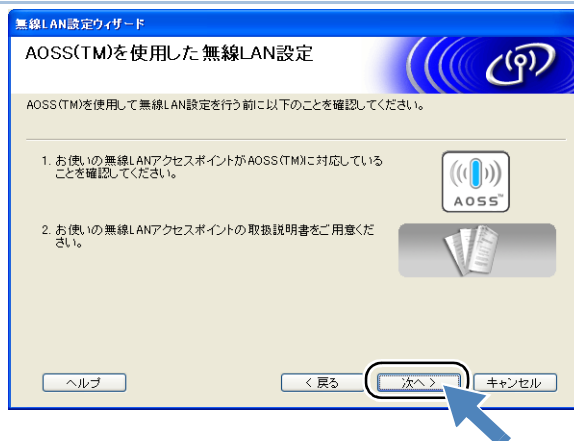 無線LAN設定ウィザード
AOSS(TM)を使用した無線LAN設定
AOSS(TM)を使用して無線LAN設定を行う前に以下のことを確認してください。
1. お使いの無線LANアクセスポイントがAOSS(TM)に対応している
ことを確認してください。
AOSS™
2. お使いの無線LANアクセスポイントの取扱説明書をご用意くだ
さい。
ヘルプ
< 戻る
次へ >
キャンセル